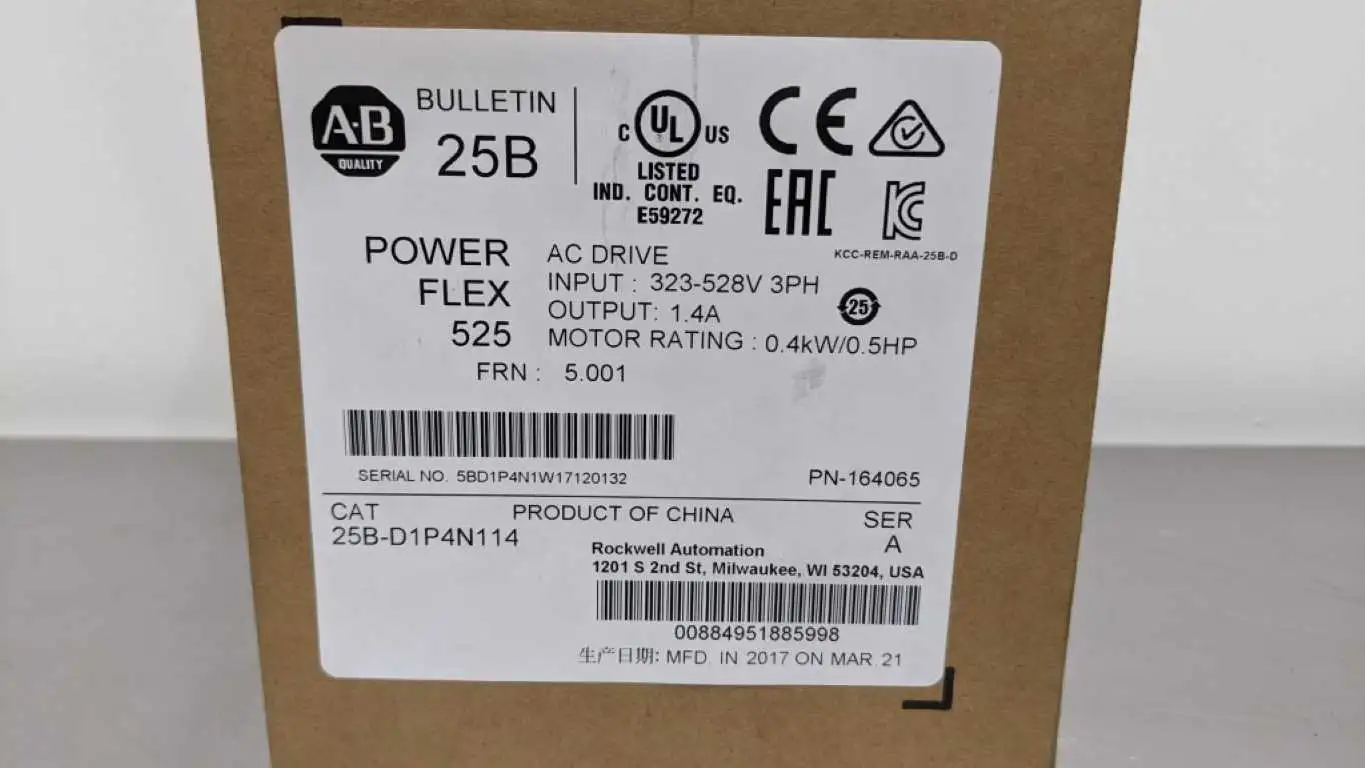 A-B
QUALITY
BULLETIN
25B
C UL US
LISTED
IND. CONT. EQ.
E59272
CE
EAC
KC
KCC-REM-RAA-25B-D
POWER
FLEX
525
AC DRIVE
INPUT : 323-528V 3PH
OUTPUT: 1.4A
MOTOR RATING : 0.4kW/0.5HP
25
FRN : 5.001
SERIAL NO. 5BD1P4N1W17120132
PN-164065
CAT
25B-D1P4N114
PRODUCT OF CHINA
SER
A
Rockwell Automation
1201 S 2nd St, Milwaukee, WI 53204, USA
00884951885998
生产日期: MFD. IN 2017 ON MAR. 21